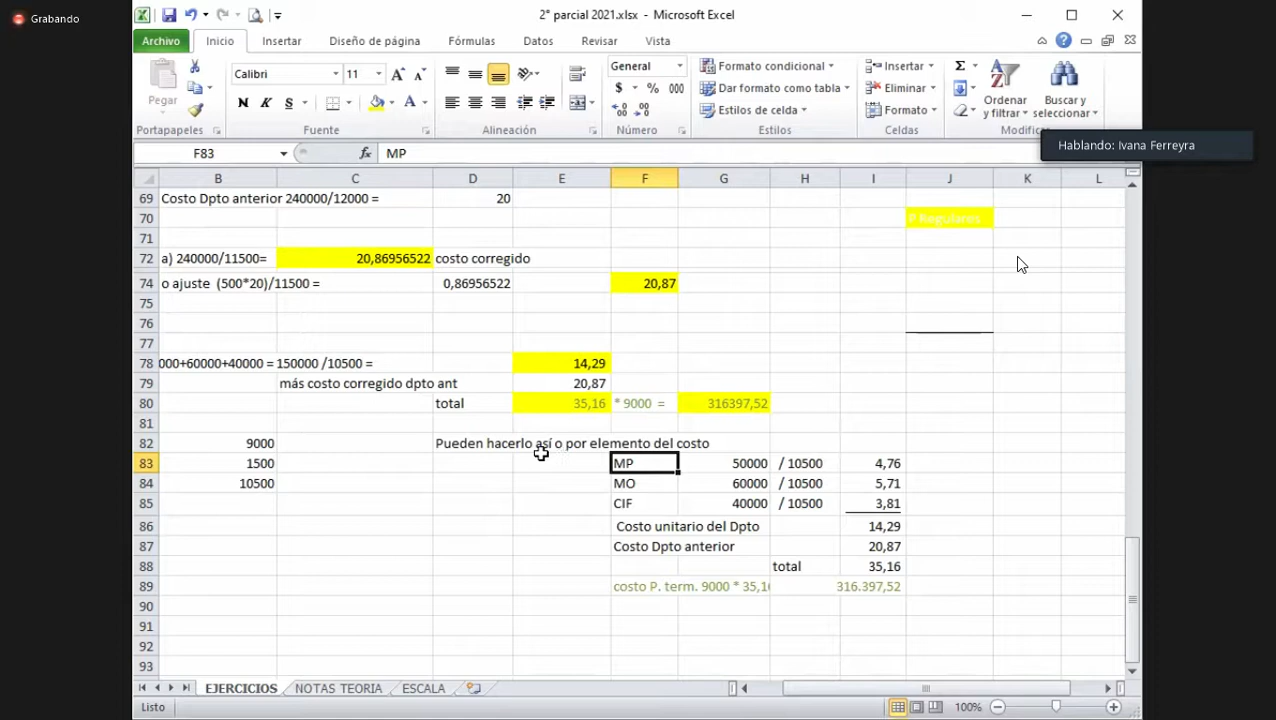 Grabando
2° parcial 2021.xlsx - Microsoft Excel
Archivo Inicio Insertar Diseño de página Fórmulas Datos Revisar Vista
Pegar
Portapapeles
Calibri 11
N K S
Fuente
Alineación
General
$ % 000
Número
Formato condicional
Dar formato como tabla
Estilos de celda
Estilos
Insertar
Eliminar
Formato
Celdas
Σ
Ordenar y filtrar
Buscar y seleccionar
Modific
Hablando: Ivana Ferreyra
F83 fx MP
B C D E F G H I J K L
69 Costo Dpto anterior 240000/12000 = 20
70 P Regulares
71
72 a) 240000/11500= 20,86956522 costo corregido
74 o ajuste (500*20)/11500 = 0,86956522 20,87
75
76
77
78 000+60000+40000 = 150000 /10500 = 14,29
79 más costo corregido dpto ant 20,87
80 total 35,16 * 9000 = 316397,52
81
82 9000 Pueden hacerlo así o por elemento del costo
83 1500 MP 50000 / 10500 4,76
84 10500 MO 60000 / 10500 5,71
85 CIF 40000 / 10500 3,81
86 Costo unitario del Dpto 14,29
87 Costo Dpto anterior 20,87
88 total 35,16
89 costo P. term. 9000 * 35,16 316.397,52
90
91
92
93
EJERCICIOS NOTAS TEORIA ESCALA
Listo 100%